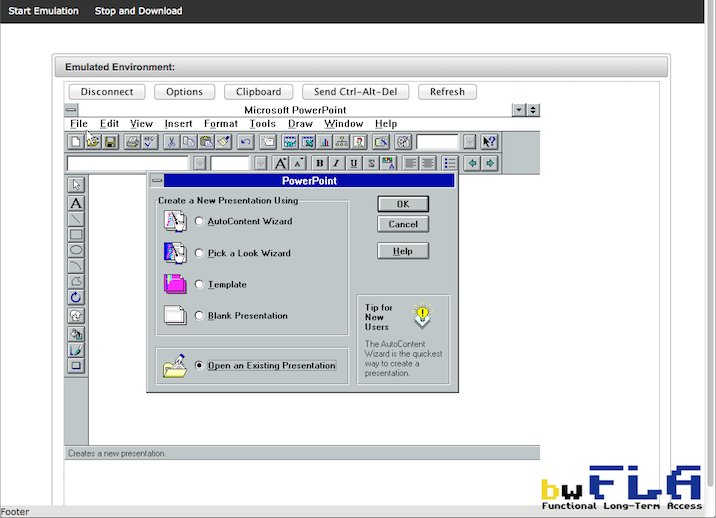 Start Emulation Stop and Download
Emulated Environment:
Disconnect Options Clipboard Send Ctrl-Alt-Del Refresh
Microsoft PowerPoint
File Edit View Insert Format Tools Draw Window Help
ABC
A A B I U S
A
PowerPoint
Create a New Presentation Using
AutoContent Wizard
Pick a Look Wizard
Template
Blank Presentation
Open an Existing Presentation
OK
Cancel
Help
Tip for
New
Users
The AutoContent
Wizard is the quickest
way to create a
presentation.
Creates a new presentation.
bwFLA
Functional Long-Term Access
Footer